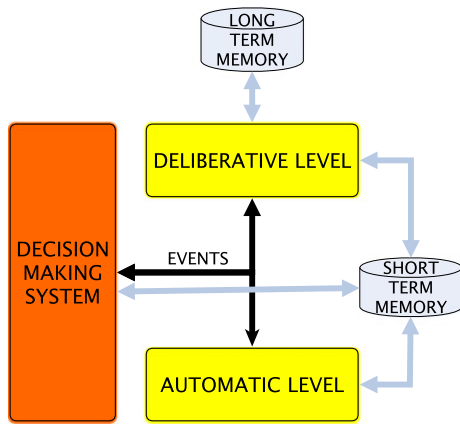 LONG
TERM
MEMORY
DELIBERATIVE LEVEL
DECISION
MAKING
SYSTEM
EVENTS
SHORT
TERM
MEMORY
AUTOMATIC LEVEL